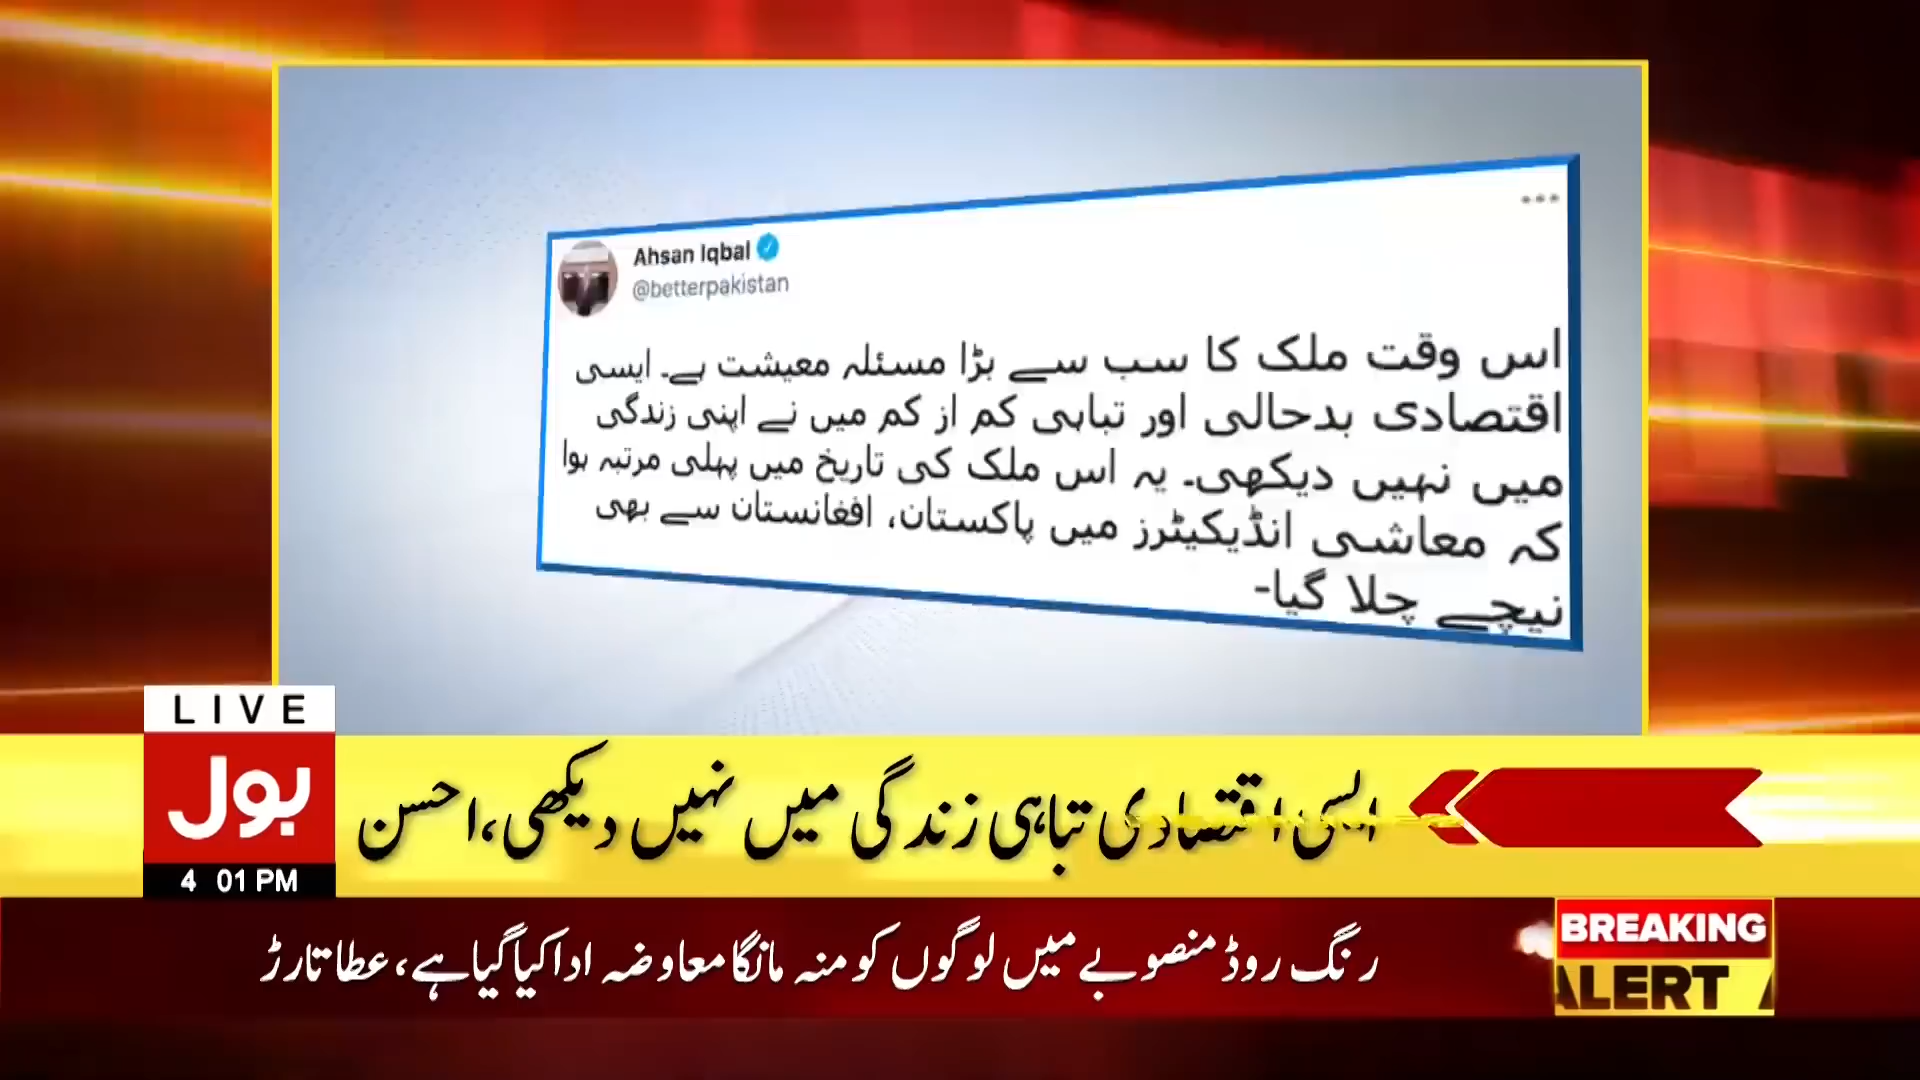 Ahsan Iqbal
@betterpakistan
اس وقت ملک کا سب سے بڑا مسئلہ معیشت ہے۔ ایسی
اقتصادی بدحالی اور تباہی کم از کم میں نے اپنی زندگی
میں نہیں دیکھی۔ یہ اس ملک کی تاریخ میں پہلی مرتبہ ہوا
کہ معاشی انڈیکیٹرز میں پاکستان، افغانستان سے بھی
نیچے چلا گیا-
LIVE
بول
4 01 PM
ایسی اقتصادی تباہی زندگی میں نہیں دیکھی، احسن
رنگ روڈ منصوبے میں لوگوں کو منہ مانگا معاوضہ ادا کیا گیا ہے، عطا تارڑ
BREAKING
ALERT